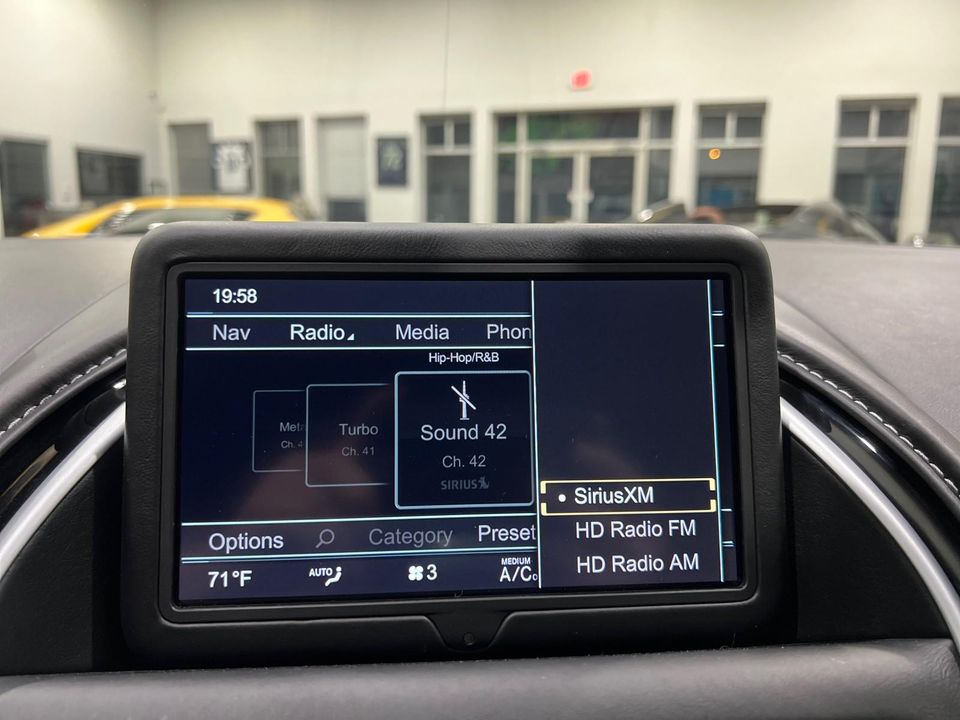 19:58
Nav Radio Media Phon
Hip-Hop/R&B
Turbo
Ch. 41
Sound 42
Ch. 42
SIRIUS
SiriusXM
HD Radio FM
HD Radio AM
Options Category Preset
71°F AUTO 3 MEDIUM A/C